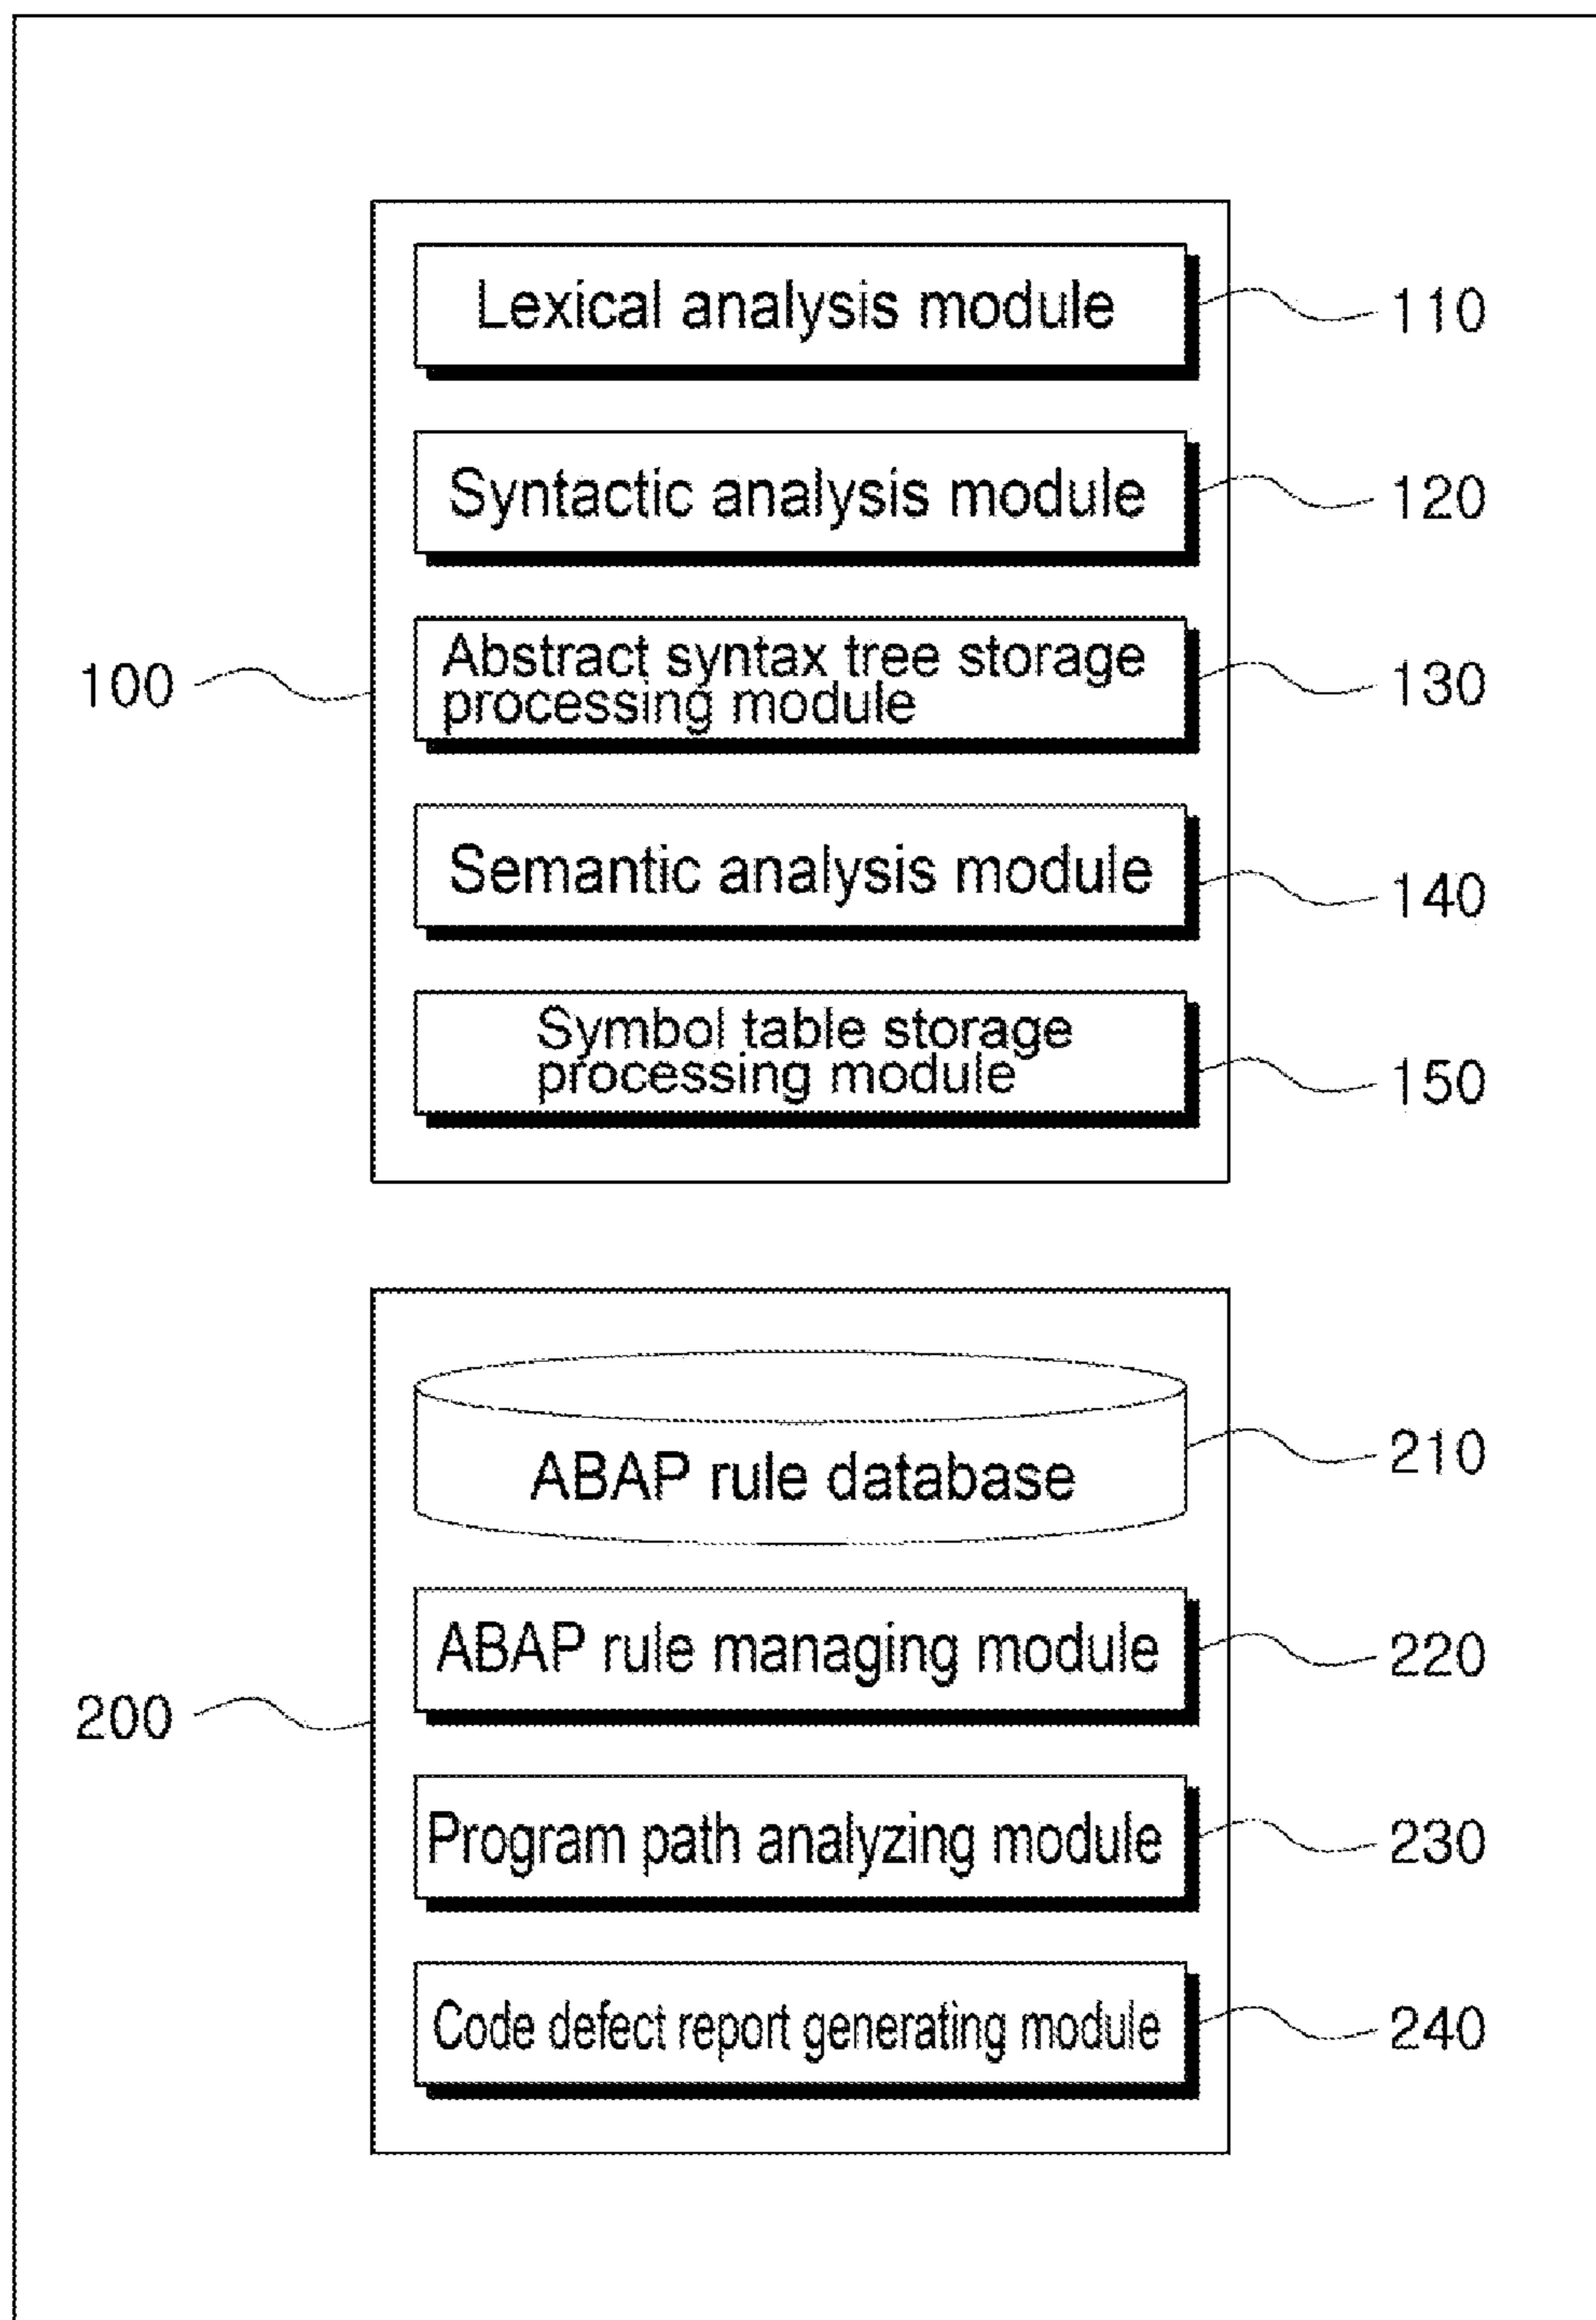 Lexical analysis module
110
Syntactic analysis module
120
Abstract syntax tree storage
processing module
130
100
Semantic analysis module
140
Symbol table storage
processing module
150
ABAP rule database
210
ABAP rule managing module
220
200
Program path analyzing module
230
Code defect report generating module
240